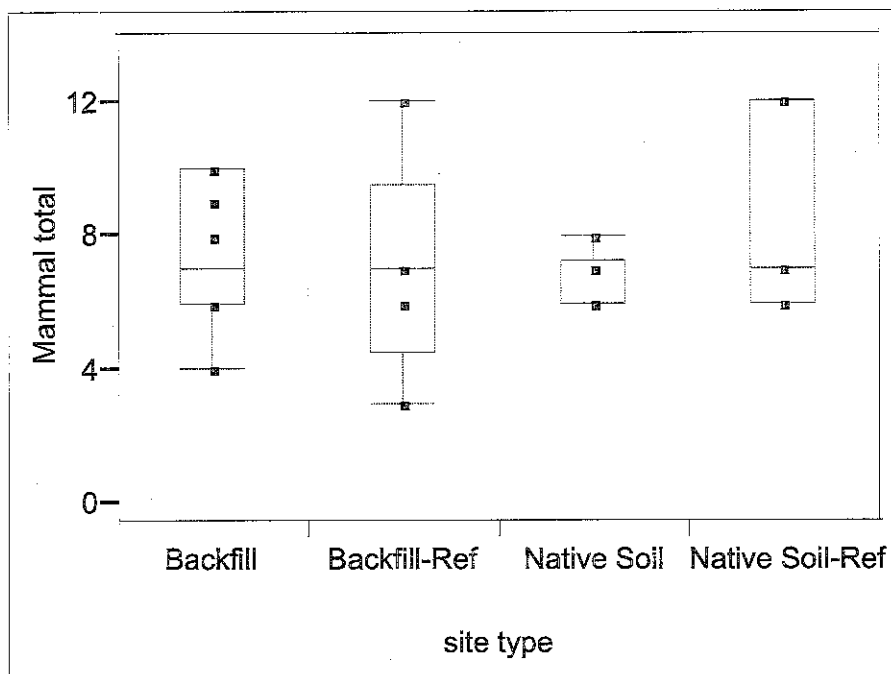 Mammal total
12
8
4
0
Backfill Backfill-Ref Native Soil Native Soil-Ref
site type